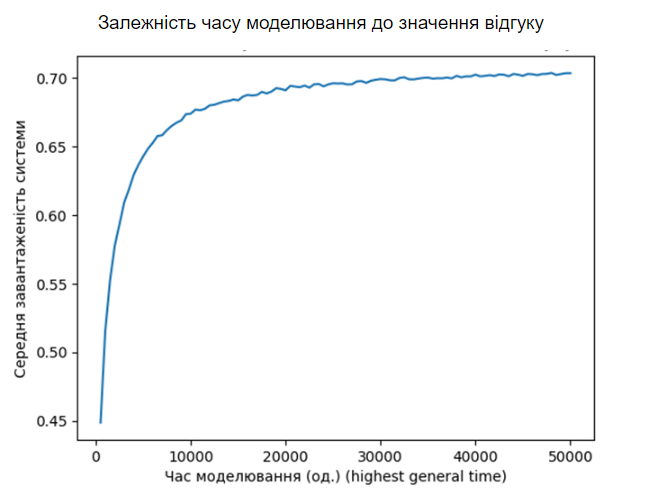 Залежність часу моделювання до значення відгуку
0.70
0.65
0.60
0.55
0.50
0.45
Середня завантаженість системи
0 10000 20000 30000 40000 50000
Час моделювання (од.) (highest general time)